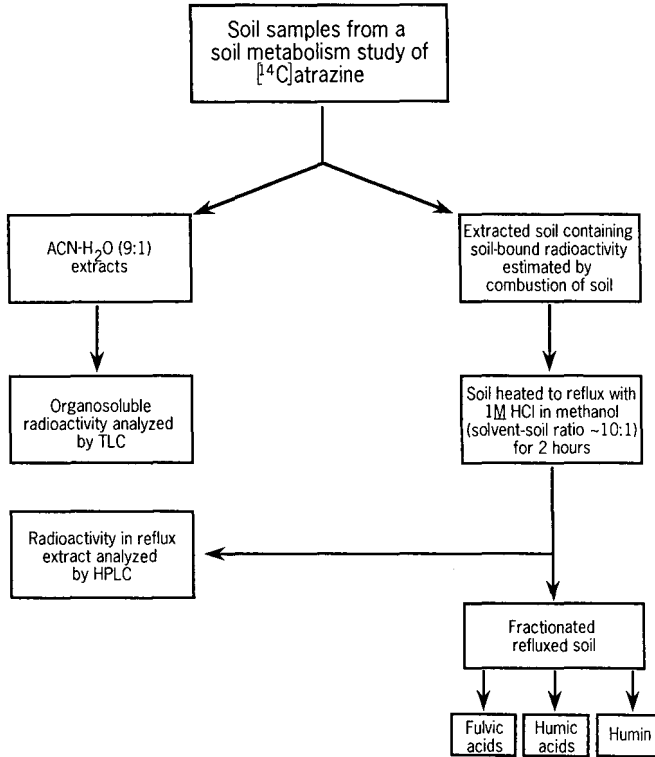 Soil samples from a
soil metabolism study of
[¹⁴C]atrazine
ACN-H₂O (9:1)
extracts
Extracted soil containing
soil-bound radioactivity
estimated by
combustion of soil
Organosoluble
radioactivity analyzed
by TLC
Soil heated to reflux with
1M HCl in methanol
(solvent-soil ratio ~10:1)
for 2 hours
Radioactivity in reflux
extract analyzed
by HPLC
Fractionated
refluxed soil
Fulvic
acids
Humic
acids
Humin